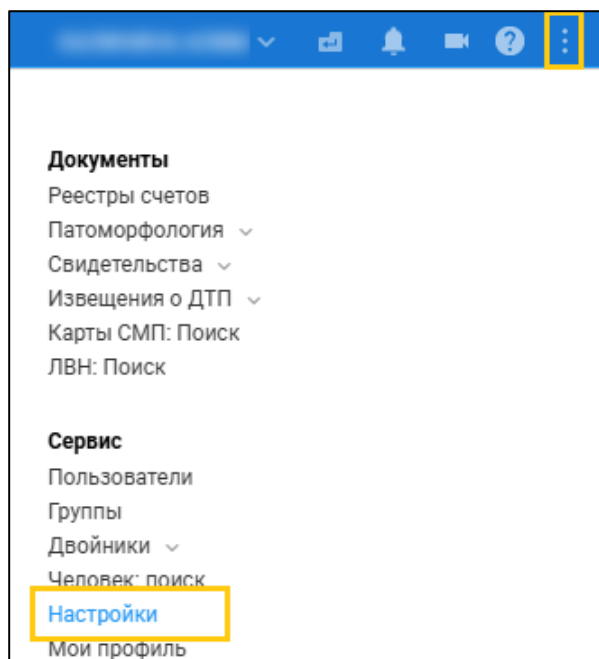 Документы
Реестры счетов
Патоморфология
Свидетельства
Извещения о ДТП
Карты СМП: Поиск
ЛВН: Поиск
Сервис
Пользователи
Группы
Двойники
Человек: поиск
Настройки
Мой профиль